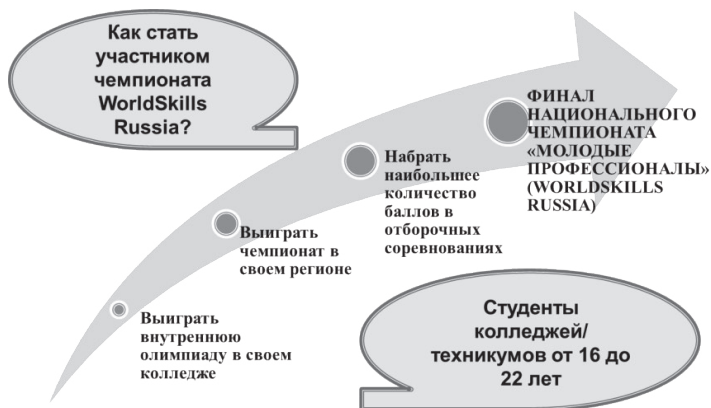 Как стать
участником
чемпионата
WorldSkills
Russia?
ФИНАЛ
НАЦИОНАЛЬНОГО
ЧЕМПИОНАТА
«МОЛОДЫЕ
ПРОФЕССИОНАЛЫ»
(WORLDSKILLS
RUSSIA)
Набрать
наибольшее
количество
баллов в
отборочных
соревнованиях
Выиграть
чемпионат в
своем регионе
Выиграть
внутреннюю
олимпиаду в своем
колледже
Студенты
колледжей/
техникумов от 16 до
22 лет